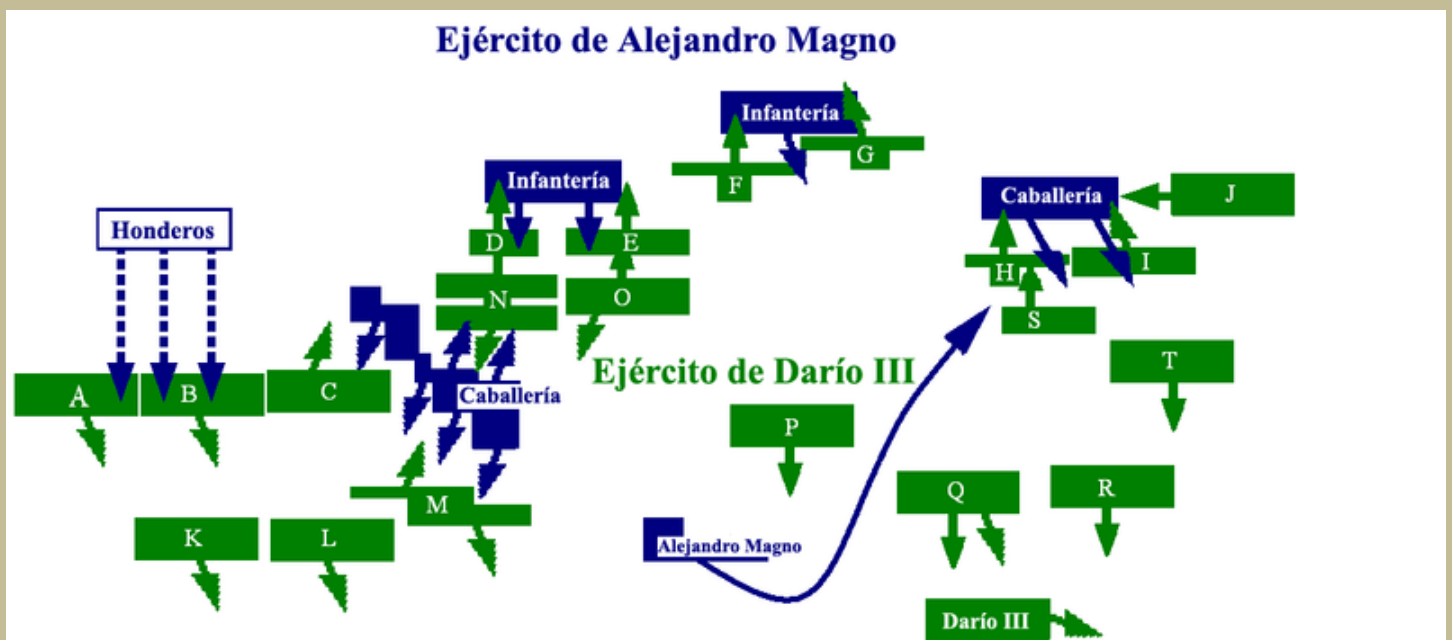 Ejército de Alejandro Magno
Infantería
G
F
Infantería
Caballería
J
Honderos
D
E
I
H
N
O
S
Ejército de Darío III
T
A
B
C
Caballería
P
M
Q
R
K
L
Alejandro Magno
Darío III